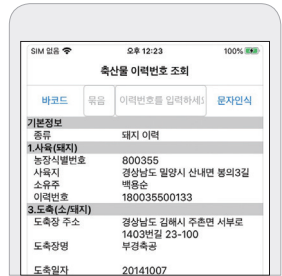 SIM 없음 오후 12:23 100%
축산물 이력번호 조회
바코드 묶음 이력번호를 입력하세요 문자인식
기본정보
종류 돼지 이력
1.사육(돼지)
농장식별번호 800355
사육지 경상남도 밀양시 산내면 봉의3길
소유주 백용순
이력번호 180035500133
3.도축(소/돼지)
도축장 주소 경상남도 김해시 주촌면 서부로
1403번길 23-100
도축장명 부경축공
도축일자 20141007